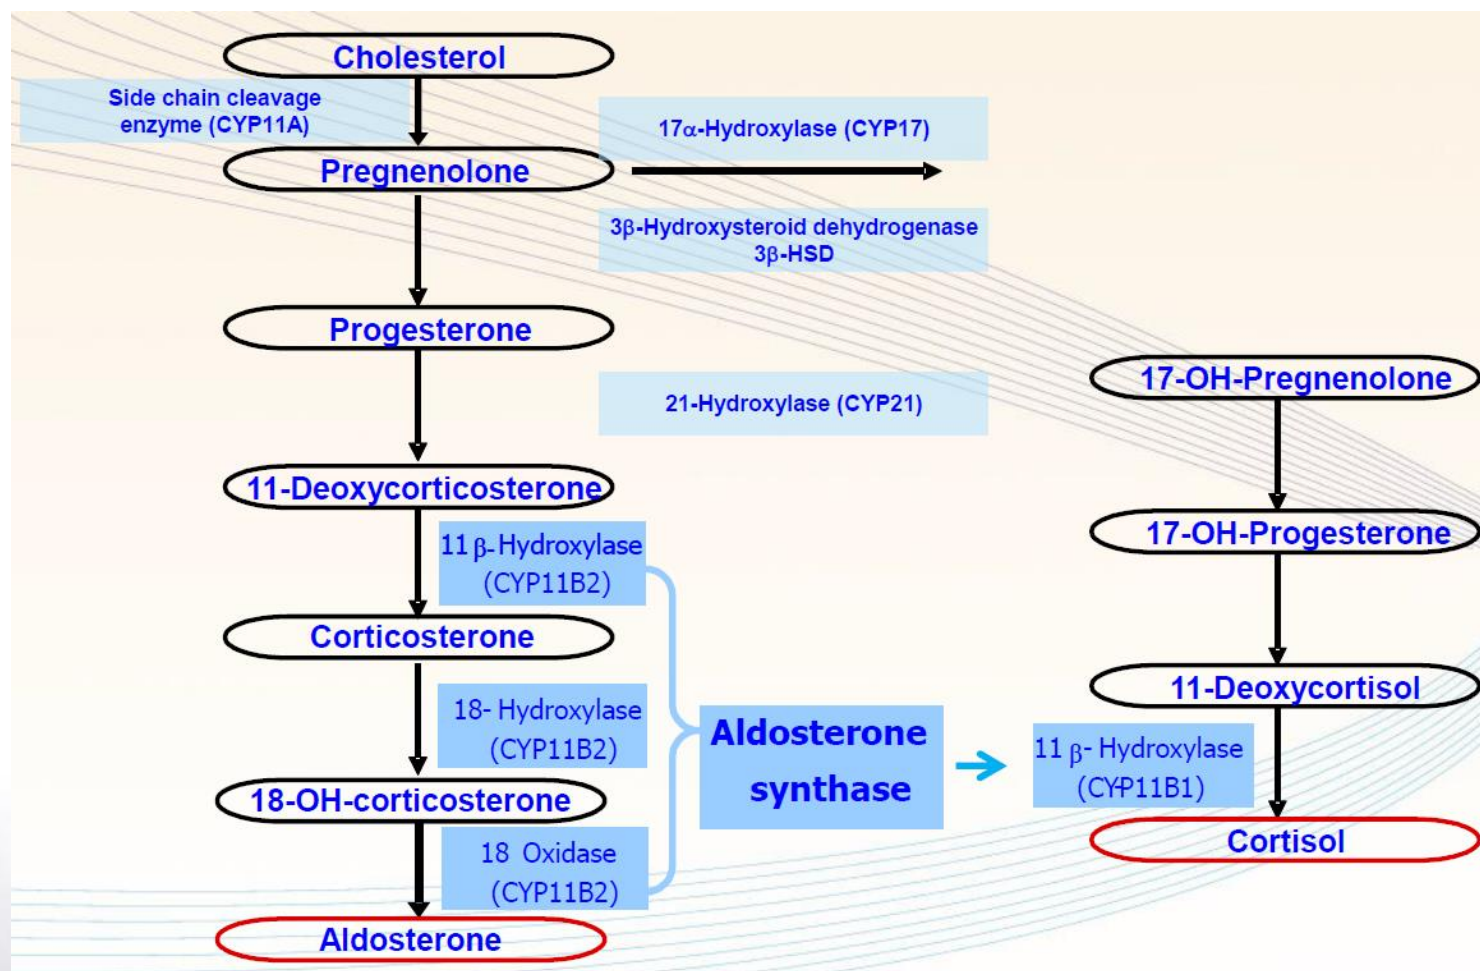 Cholesterol
Side chain cleavage
enzyme (CYP11A)
17α-Hydroxylase (CYP17)
Pregnenolone
3β-Hydroxysteroid dehydrogenase
3β-HSD
Progesterone
21-Hydroxylase (CYP21)
17-OH-Pregnenolone
11-Deoxycorticosterone
17-OH-Progesterone
11 β- Hydroxylase
(CYP11B2)
Corticosterone
11-Deoxycortisol
18- Hydroxylase
(CYP11B2)
Aldosterone
synthase
11 β- Hydroxylase
(CYP11B1)
18-OH-corticosterone
Cortisol
18 Oxidase
(CYP11B2)
Aldosterone